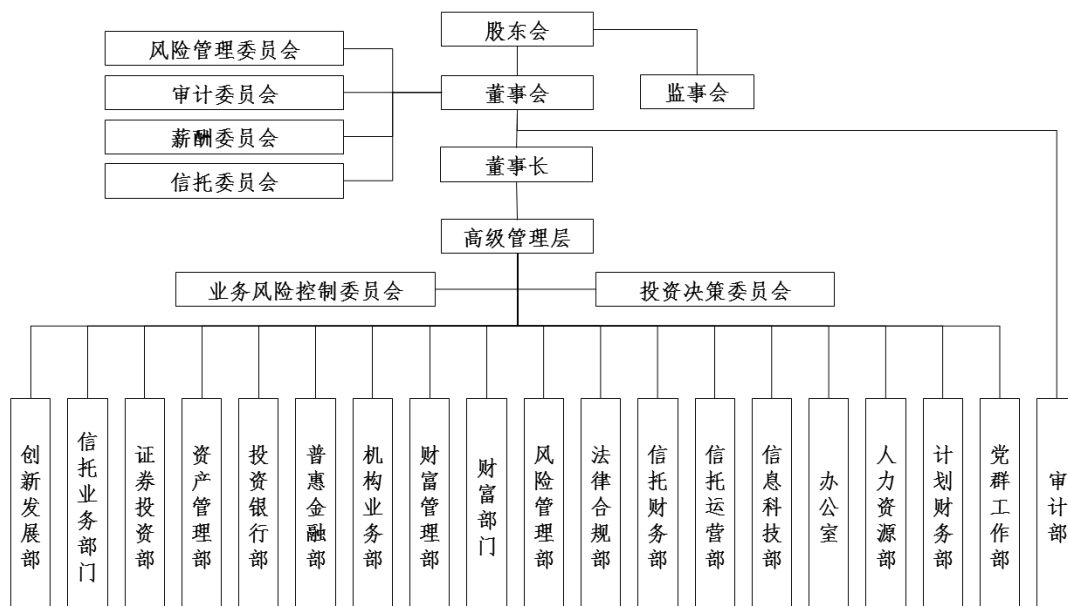 股东会
风险管理委员会
审计委员会
董事会
监事会
薪酬委员会
董事长
信托委员会
高级管理层
业务风险控制委员会
投资决策委员会
创新发展部
信托业务部门
证券投资部
资产管理部
投资银行部
普惠金融部
机构业务部
财富管理部
财富部门
风险管理部
法律合规部
信托财务部
信托运营部
信息科技部
办公室
人力资源部
计划财务部
党群工作部
审计部